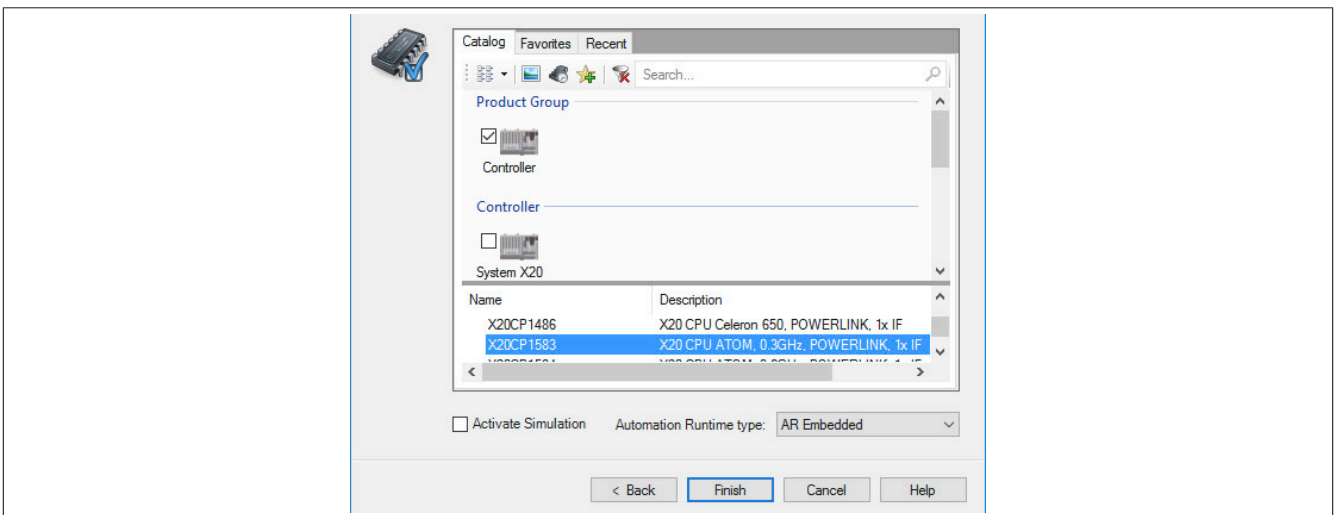 Catalog Favorites Recent
Search...
Product Group
Controller
Controller
System X20
Name Description
X20CP1486 X20 CPU Celeron 650, POWERLINK, 1x IF
X20CP1583 X20 CPU ATOM, 0.3GHz, POWERLINK, 1x IF
Activate Simulation Automation Runtime type: AR Embedded
< Back Finish Cancel Help